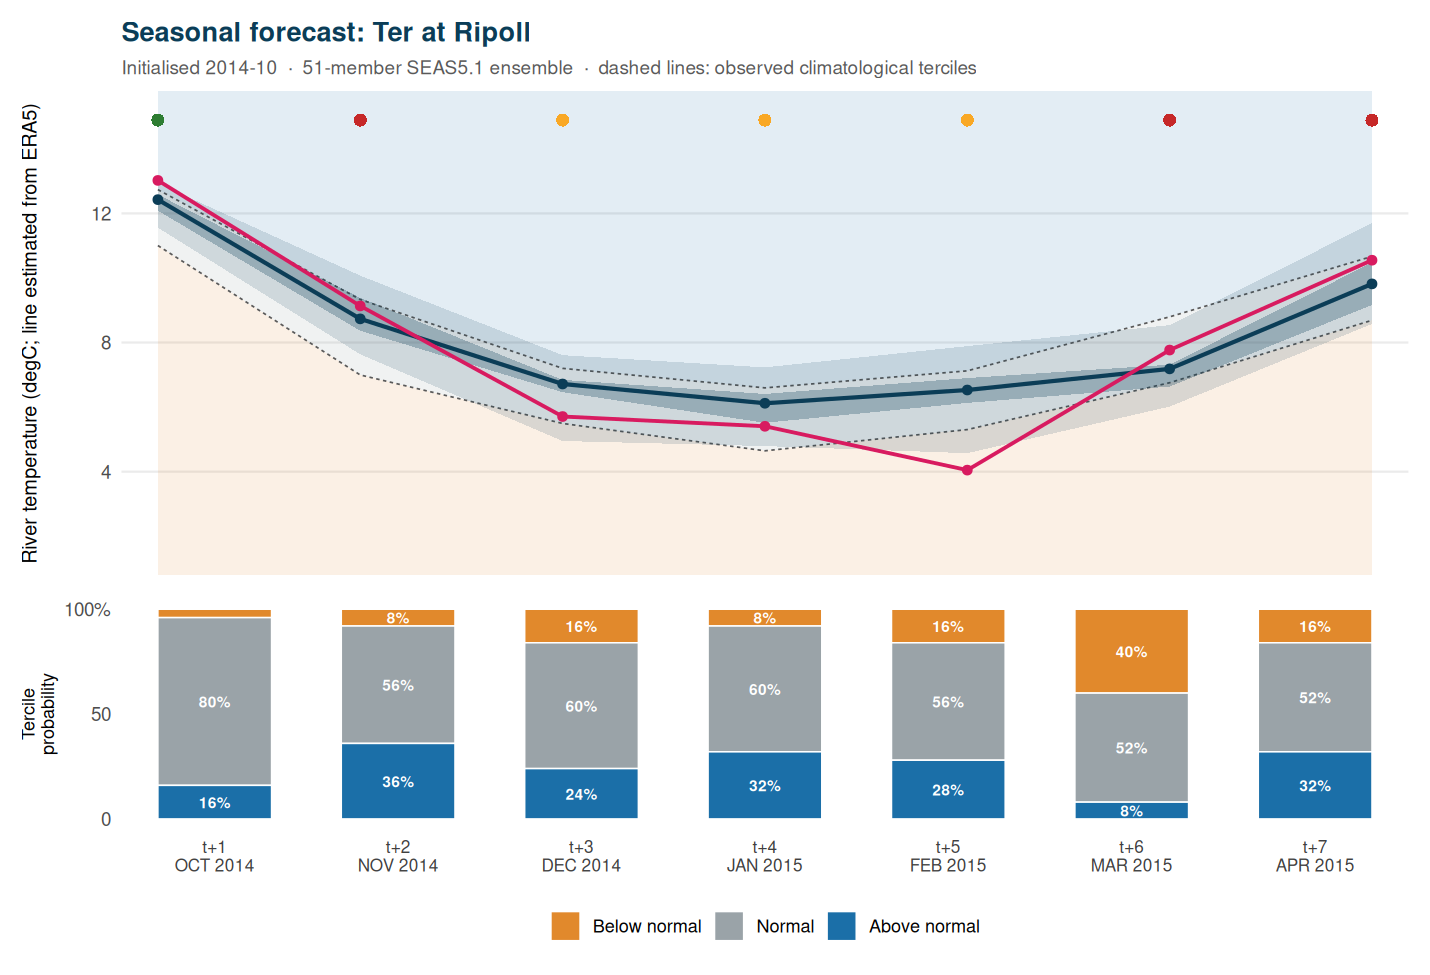 Seasonal forecast: Ter at Ripoll
Initialised 2014-10 · 51-member SEAS5.1 ensemble · dashed lines: observed climatological terciles
River temperature (degC; line estimated from ERA5)
12
8
4
Tercile
probability
100%
50
0
8%
16%
8%
16%
40%
16%
80%
56%
60%
60%
56%
52%
52%
16%
36%
24%
32%
28%
8%
32%
t+1
OCT 2014
t+2
NOV 2014
t+3
DEC 2014
t+4
JAN 2015
t+5
FEB 2015
t+6
MAR 2015
t+7
APR 2015
Below normal
Normal
Above normal